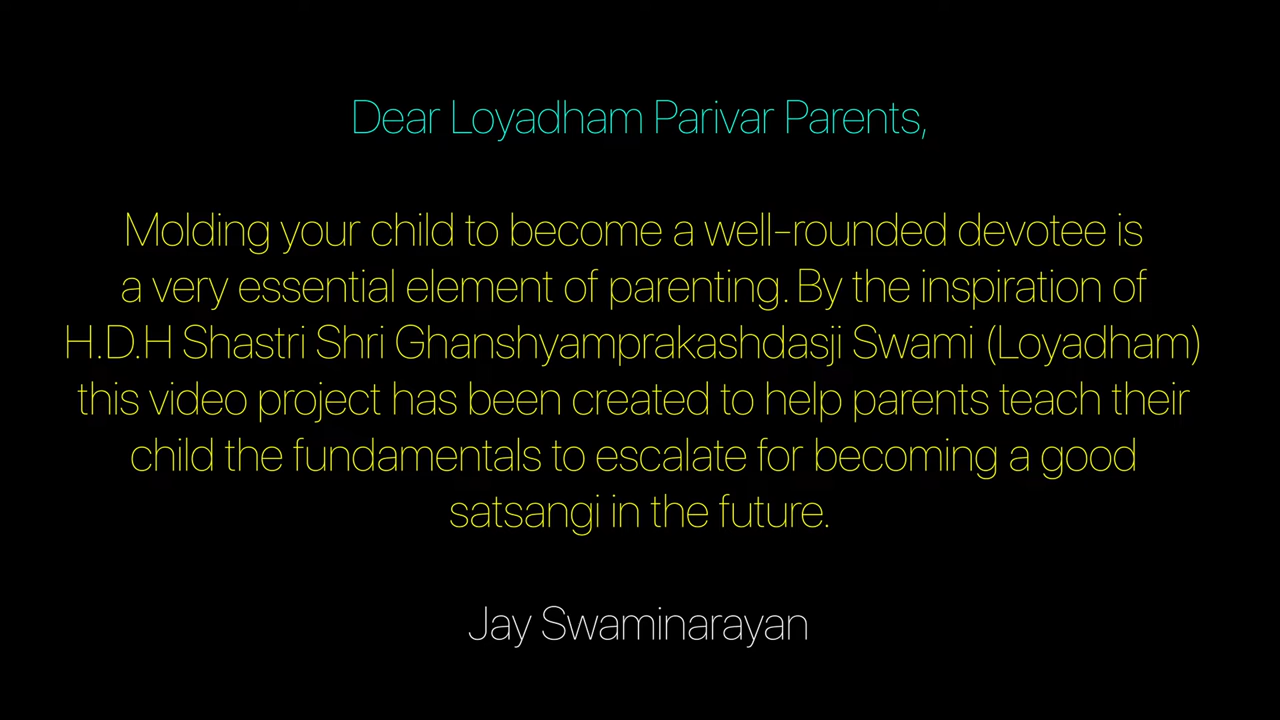 Dear Loyadham Parivar Parents,
Molding your child to become a well-rounded devotee is
a very essential element of parenting. By the inspiration of
H.D.H Shastri Shri Ghanshyamprakashdasji Swami (Loyadham)
this video project has been created to help parents teach their
child the fundamentals to escalate for becoming a good
satsangi in the future.
Jay Swaminarayan